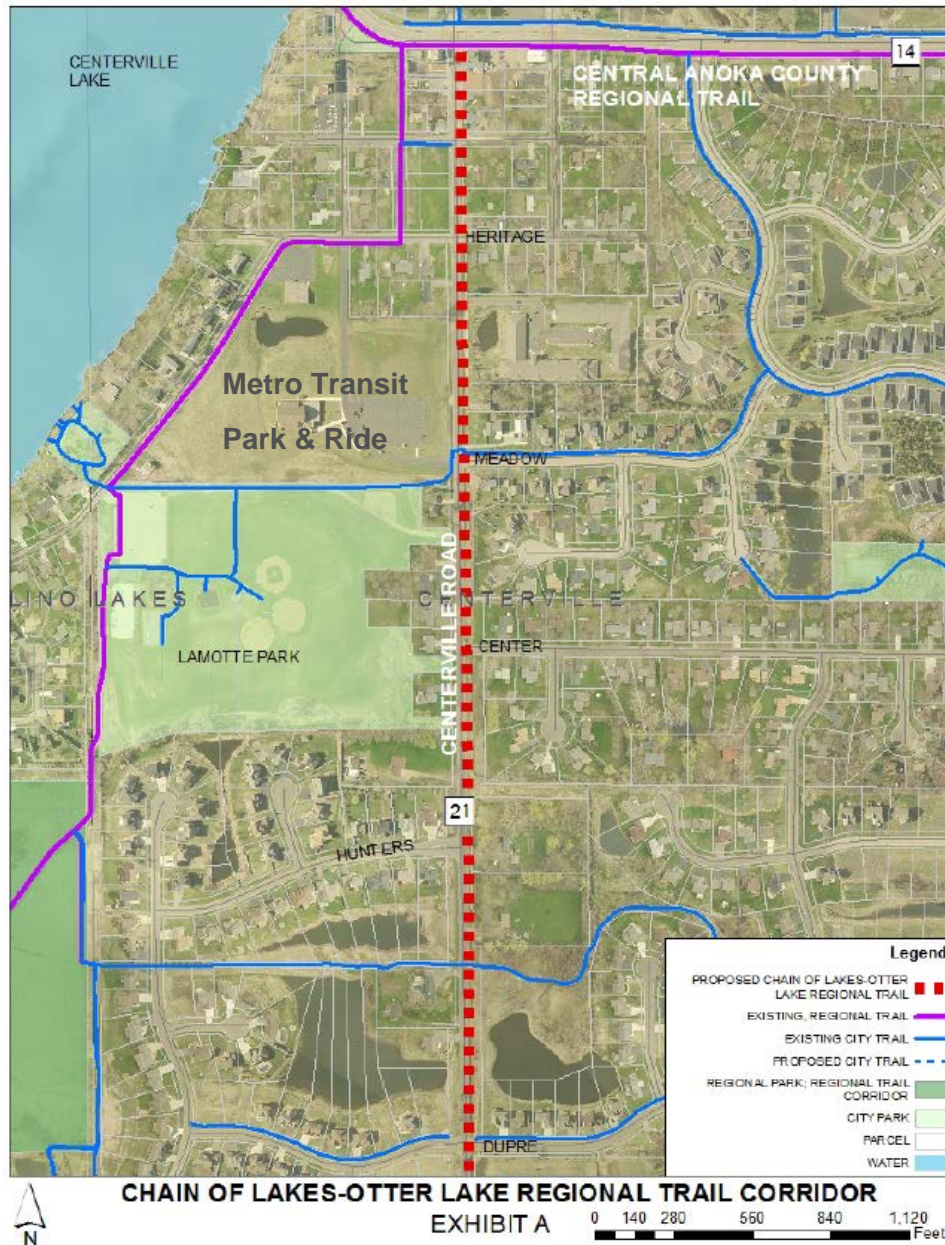 CENTERVILLE
LAKE
14
CENTRAL ANOKA COUNTY
REGIONAL TRAIL
HERITAGE
Metro Transit
Park & Ride
MEADOW
CENTERVILLE ROAD
LINO LAKES
CENTERVILLE
CENTER
LAMOTTE PARK
21
HUNTERS
DUPRE
Legend
PROPOSED CHAIN OF LAKES-OTTER
LAKE REGIONAL TRAIL
EXISTING, REGIONAL TRAIL
EXISTING CITY TRAIL
PROPOSED CITY TRAIL
REGIONAL PARK; REGIONAL TRAIL
CORRIDOR
CITY PARK
PARCEL
WATER
CHAIN OF LAKES-OTTER LAKE REGIONAL TRAIL CORRIDOR
EXHIBIT A
0 140 280 560 840 1,120
Feet
N